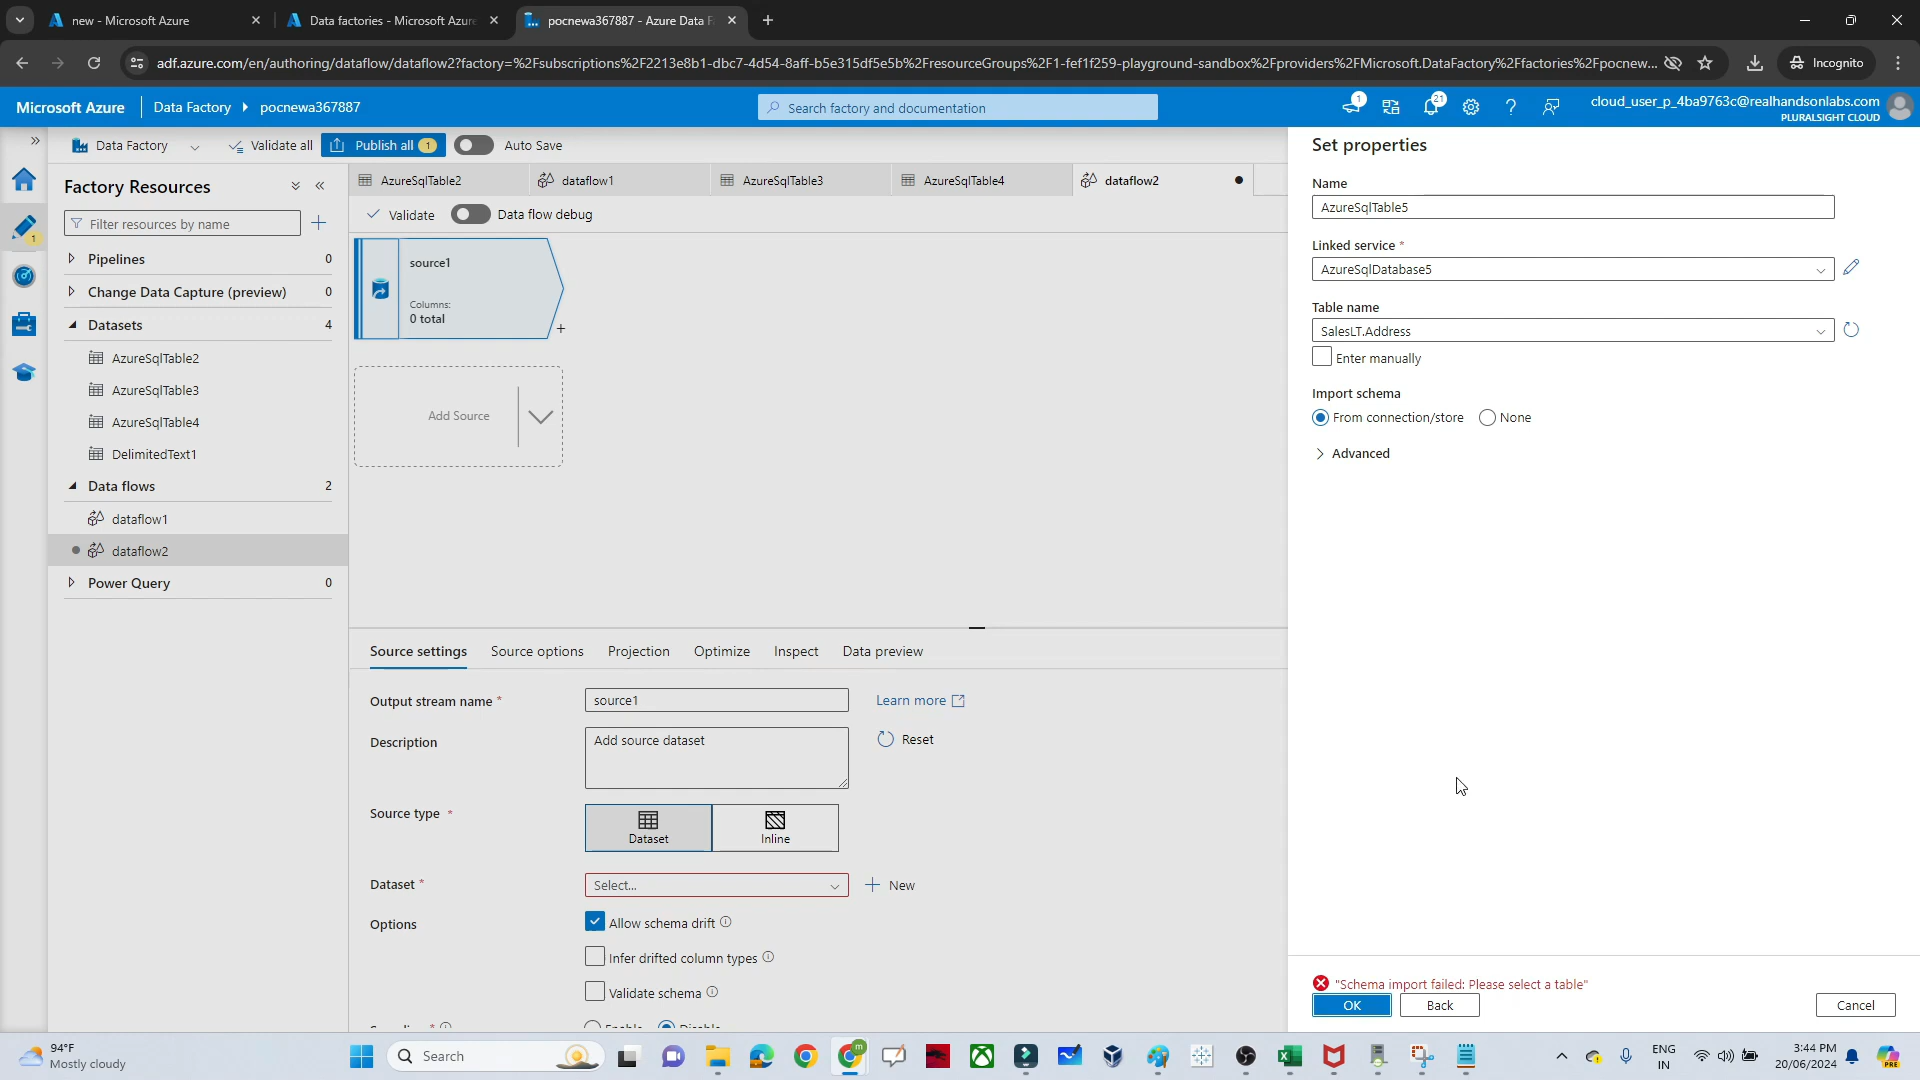 new - Microsoft Azure
Data factories - Microsoft Azure
pocnewa367887 - Azure Data F
adf.azure.com/en/authoring/dataflow/dataflow2?factory=%2Fsubscriptions%2F2213e8b1-dbc7-4d54-8aff-b5e315df5e5b%2FresourceGroups%2F1-fef1f259-playground-sandbox%2Fproviders%2FMicrosoft.DataFactory%2Ffactories%2Fpocnew...
Incognito
Microsoft Azure
Data Factory
pocnewa367887
Search factory and documentation
1
21
cloud_user_p_4ba9763c@realhandsonlabs.com
PLURALSIGHT CLOUD
Data Factory
Validate all
Publish all 1
Auto Save
Factory Resources
Filter resources by name
1
Pipelines 0
Change Data Capture (preview) 0
Datasets 4
AzureSqlTable2
AzureSqlTable3
AzureSqlTable4
DelimitedText1
Data flows 2
dataflow1
dataflow2
Power Query 0
AzureSqlTable2
dataflow1
AzureSqlTable3
AzureSqlTable4
dataflow2
Validate
Data flow debug
source1
Columns:
0 total
Add Source
Source settings
Source options
Projection
Optimize
Inspect
Data preview
Output stream name *
source1
Learn more
Description
Add source dataset
Reset
Source type *
Dataset
Inline
Dataset *
Select...
New
Options
Allow schema drift
Infer drifted column types
Validate schema
Set properties
Name
AzureSqlTable5
Linked service *
AzureSqlDatabase5
Table name
SalesLT.Address
Enter manually
Import schema
From connection/store
None
Advanced
"Schema import failed: Please select a table"
OK
Back
Cancel
94°F
Mostly cloudy
Search
ENG
IN
3:44 PM
20/06/2024
PRE